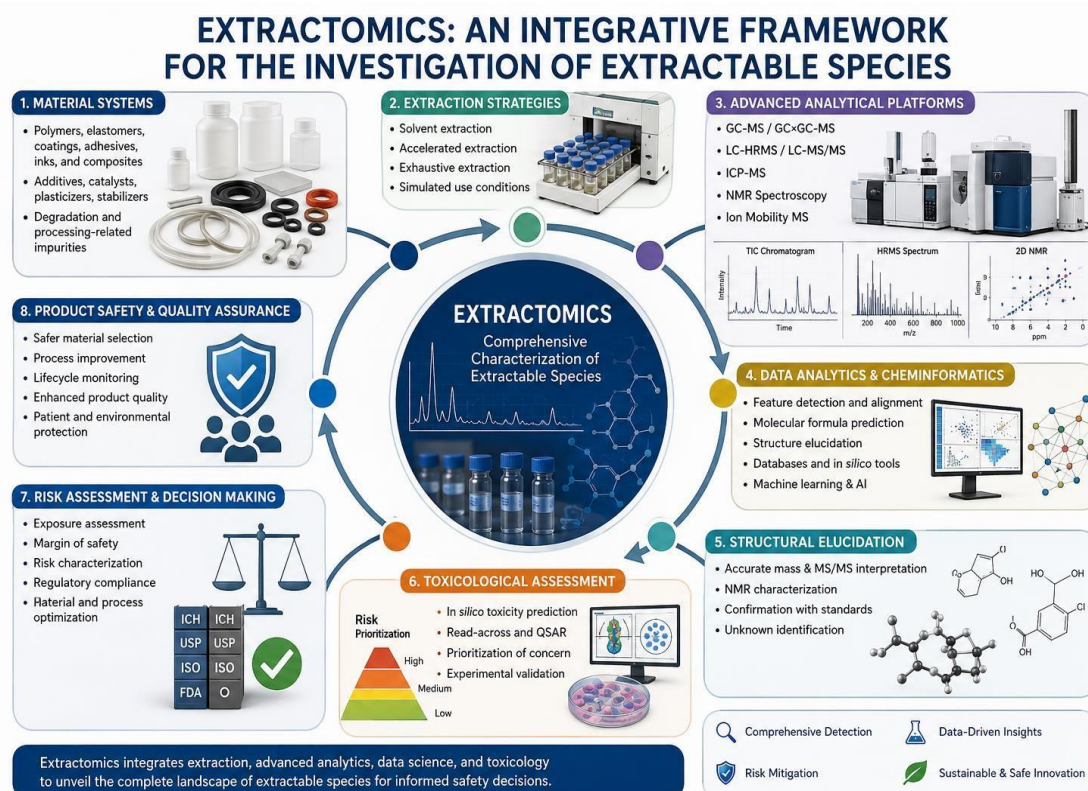 EXTRACTOMICS: AN INTEGRATIVE FRAMEWORK
FOR THE INVESTIGATION OF EXTRACTABLE SPECIES
1. MATERIAL SYSTEMS
• Polymers, elastomers,
coatings, adhesives,
inks, and composites
• Additives, catalysts,
plasticizers, stabilizers
• Degradation and
processing-related
impurities
2. EXTRACTION STRATEGIES
• Solvent extraction
• Accelerated extraction
• Exhaustive extraction
• Simulated use conditions
3. ADVANCED ANALYTICAL PLATFORMS
• GC-MS / GC×GC-MS
• LC-HRMS / LC-MS/MS
• ICP-MS
• NMR Spectroscopy
• Ion Mobility MS
TIC Chromatogram
Intensity
Time
HRMS Spectrum
200 400 600 800 1000
m/z
2D NMR
10 8 6 4 2 0
ppm
EXTRACTOMICS
Comprehensive
Characterization of
Extractable Species
4. DATA ANALYTICS & CHEMINFORMATICS
• Feature detection and alignment
• Molecular formula prediction
• Structure elucidation
• Databases and in silico tools
• Machine learning & AI
5. STRUCTURAL ELUCIDATION
• Accurate mass & MS/MS interpretation
• NMR characterization
• Confirmation with standards
• Unknown identification
Cl
OH
OH
OH
Cl
OH
6. TOXICOLOGICAL ASSESSMENT
Risk
Prioritization
High
Medium
Low
• In silico toxicity prediction
• Read-across and QSAR
• Prioritization of concern
• Experimental validation
7. RISK ASSESSMENT & DECISION MAKING
• Exposure assessment
• Margin of safety
• Risk characterization
• Regulatory compliance
• Haterial and process
optimization
ICH ICH
USP USP
ISO ISO
FDA O
8. PRODUCT SAFETY & QUALITY ASSURANCE
• Safer material selection
• Process improvement
• Lifecycle monitoring
• Enhanced product quality
• Patient and environmental
protection
Extractomics integrates extraction, advanced analytics, data science, and toxicology
to unveil the complete landscape of extractable species for informed safety decisions.
Comprehensive Detection
Data-Driven Insights
Risk Mitigation
Sustainable & Safe Innovation